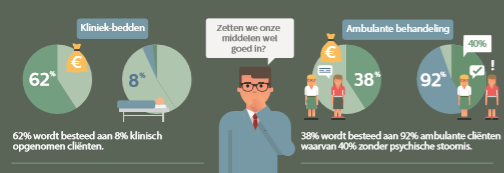 Kliniek-bedden
Zetten we onze
middelen wel
goed in?
Ambulante behandeling
62%
8%
38%
92%
40%
!
62% wordt besteed aan 8% klinisch
opgenomen cliënten.
38% wordt besteed aan 92% ambulante cliënten
waarvan 40% zonder psychische stoornis.